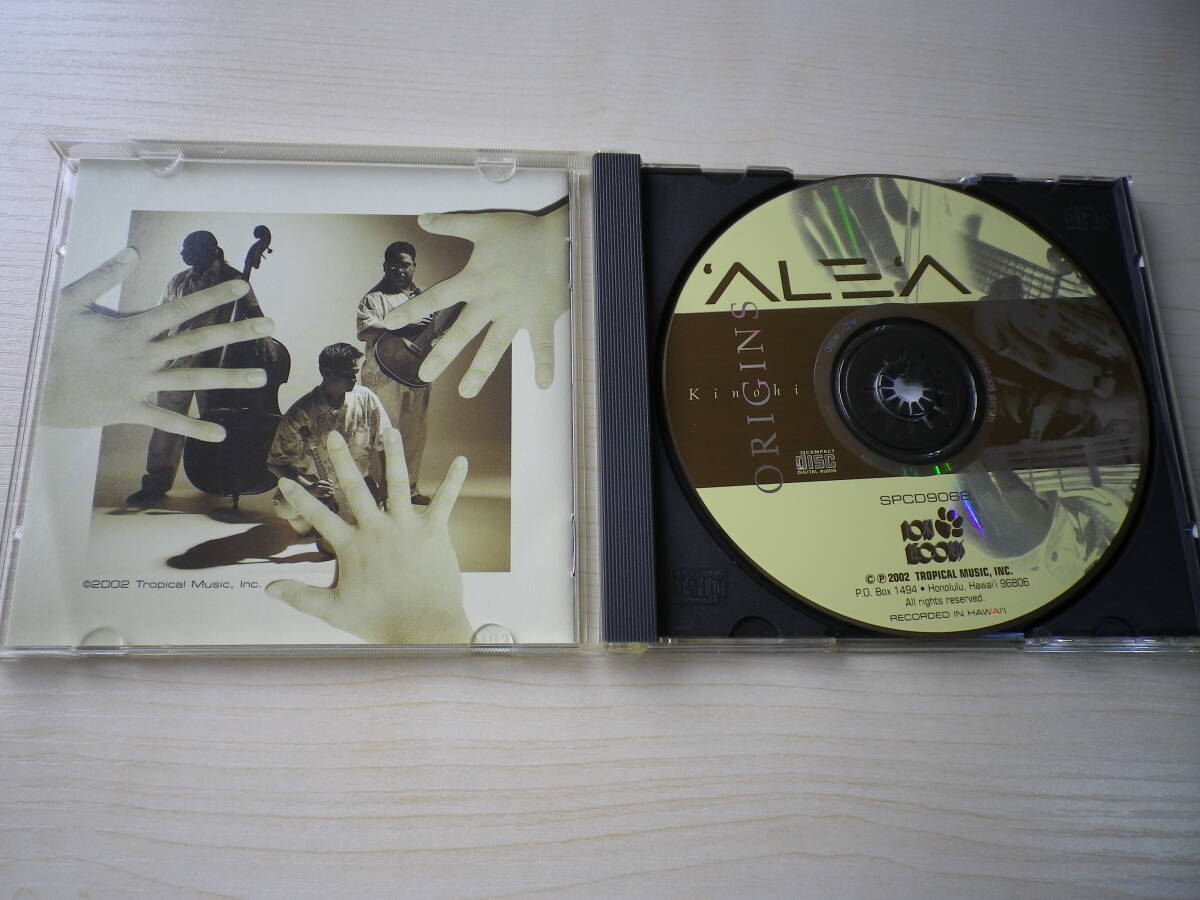 ©2002 Tropical Music, Inc.
'ALE'A
ORIGINS
Kinohi
COMPACT
disc
DIGITAL AUDIO
SPCD9068
© ℗ 2002 TROPICAL MUSIC, INC.
P.O. Box 1494 • Honolulu, Hawai'i 96806
All rights reserved.
RECORDED IN HAWAI'I